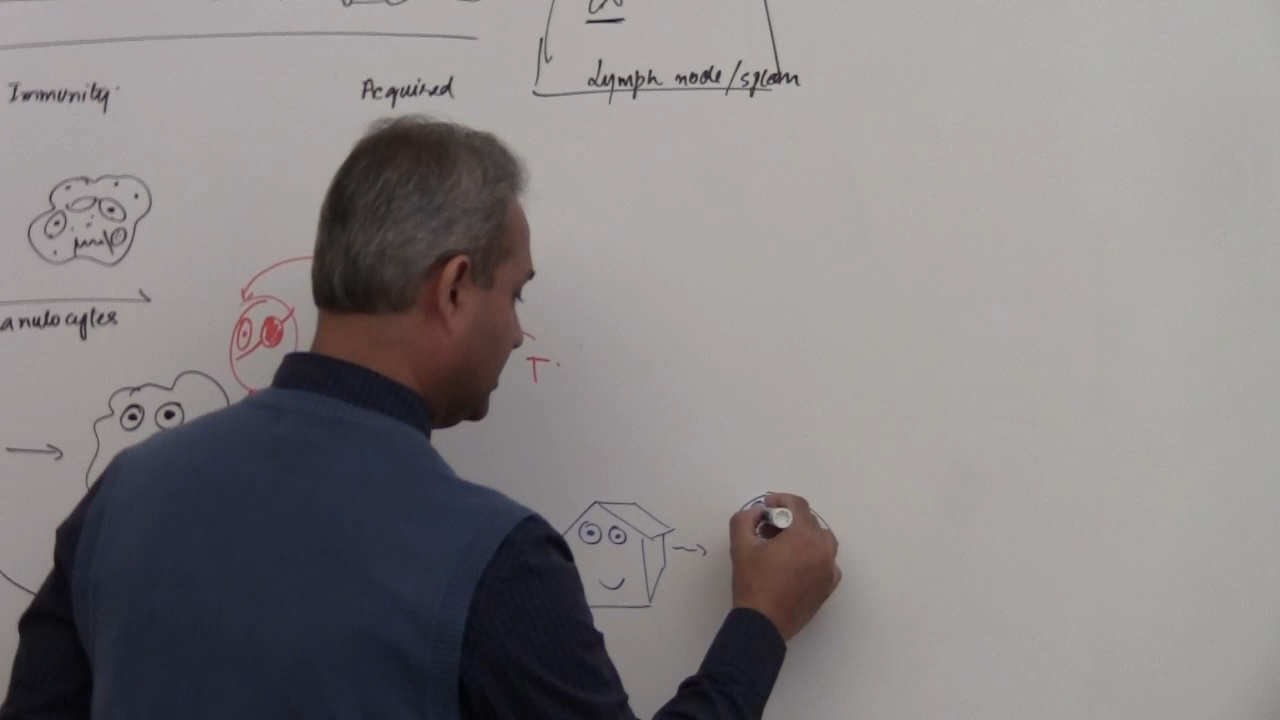 Lymph node/spleen
Immunity
Acquired
anulocytes
T